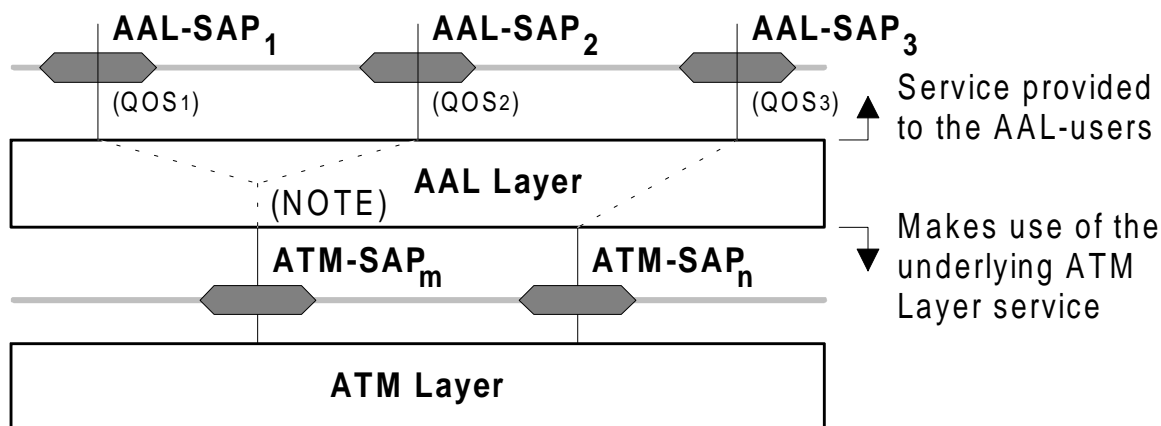 AAL-SAP1 AAL-SAP2 AAL-SAP3
(QOS1) (QOS2) (QOS3)
Service provided
to the AAL-users
AAL Layer
(NOTE)
Makes use of the
underlying ATM
Layer service
ATM-SAPm ATM-SAPn
ATM Layer